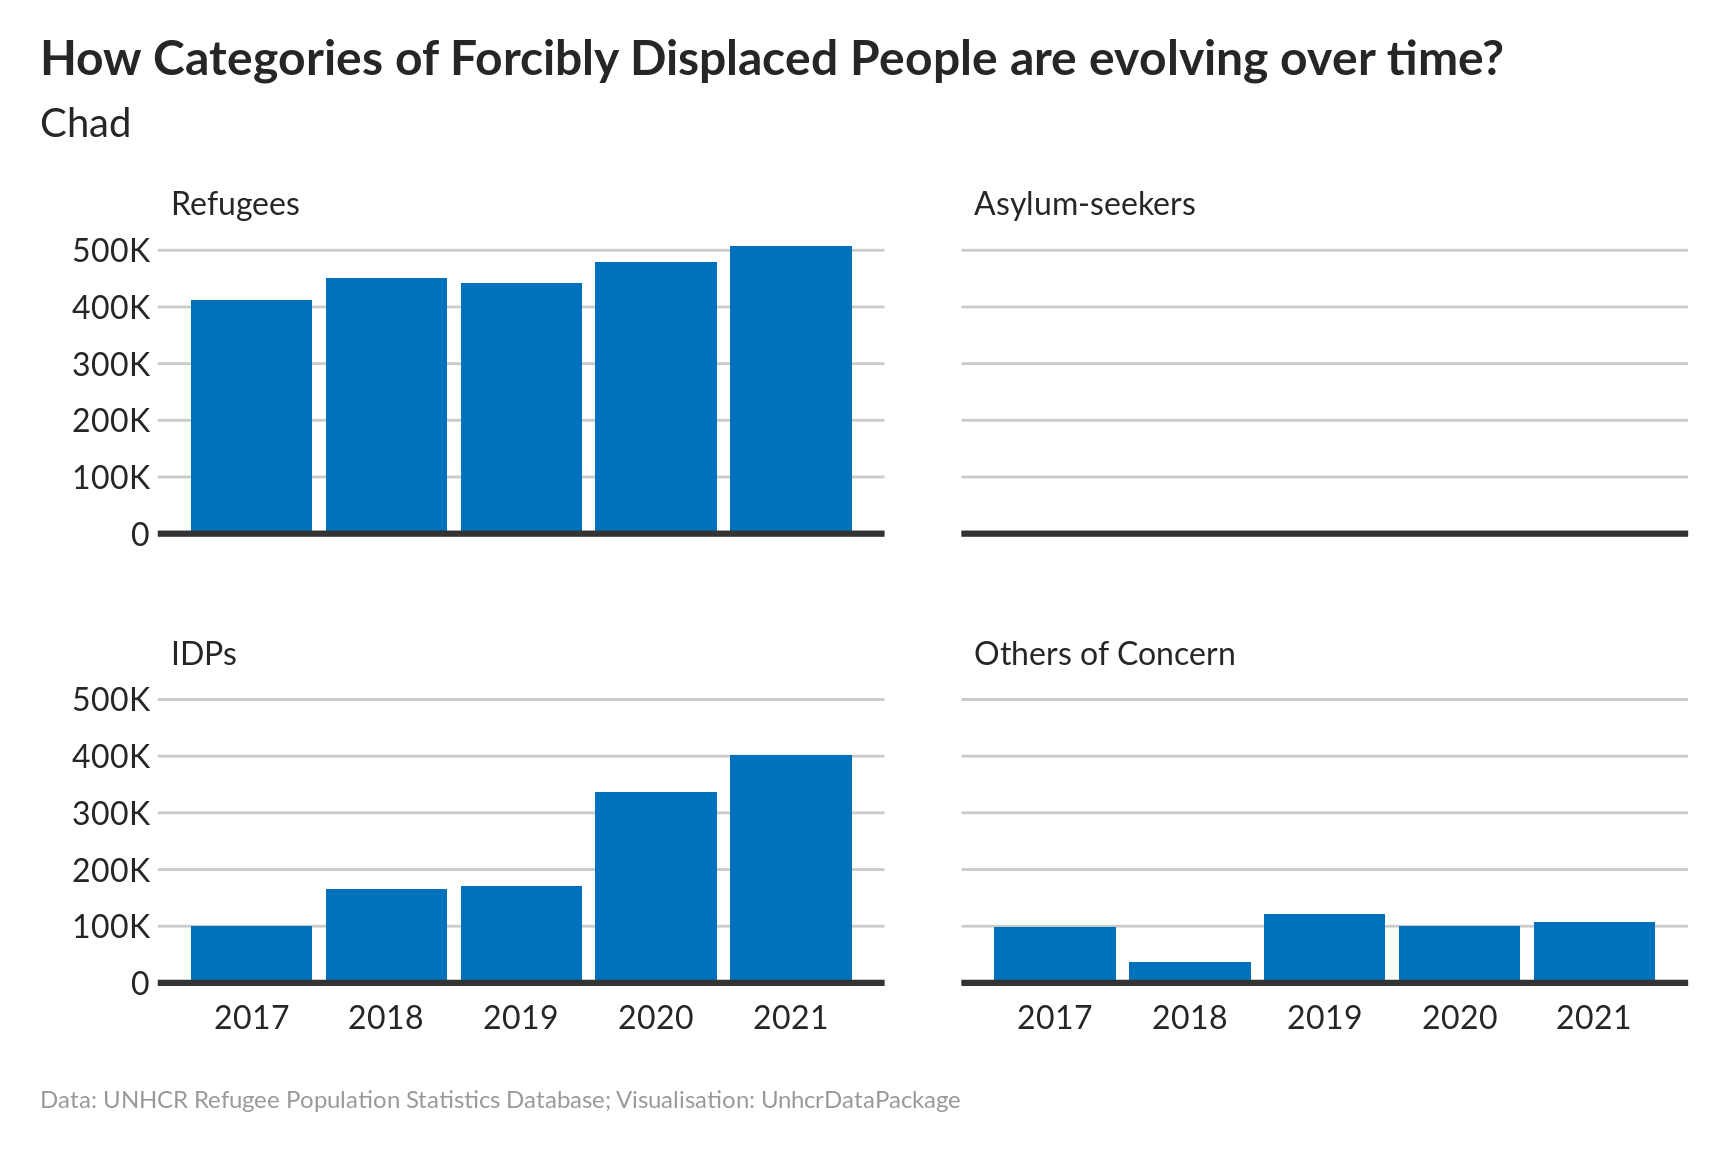 How Categories of Forcibly Displaced People are evolving over time?
Chad
Refugees
Asylum-seekers
500K
400K
300K
200K
100K
0
IDPs
Others of Concern
500K
400K
300K
200K
100K
0
2017 2018 2019 2020 2021
2017 2018 2019 2020 2021
Data: UNHCR Refugee Population Statistics Database; Visualisation: UnhcrDataPackage